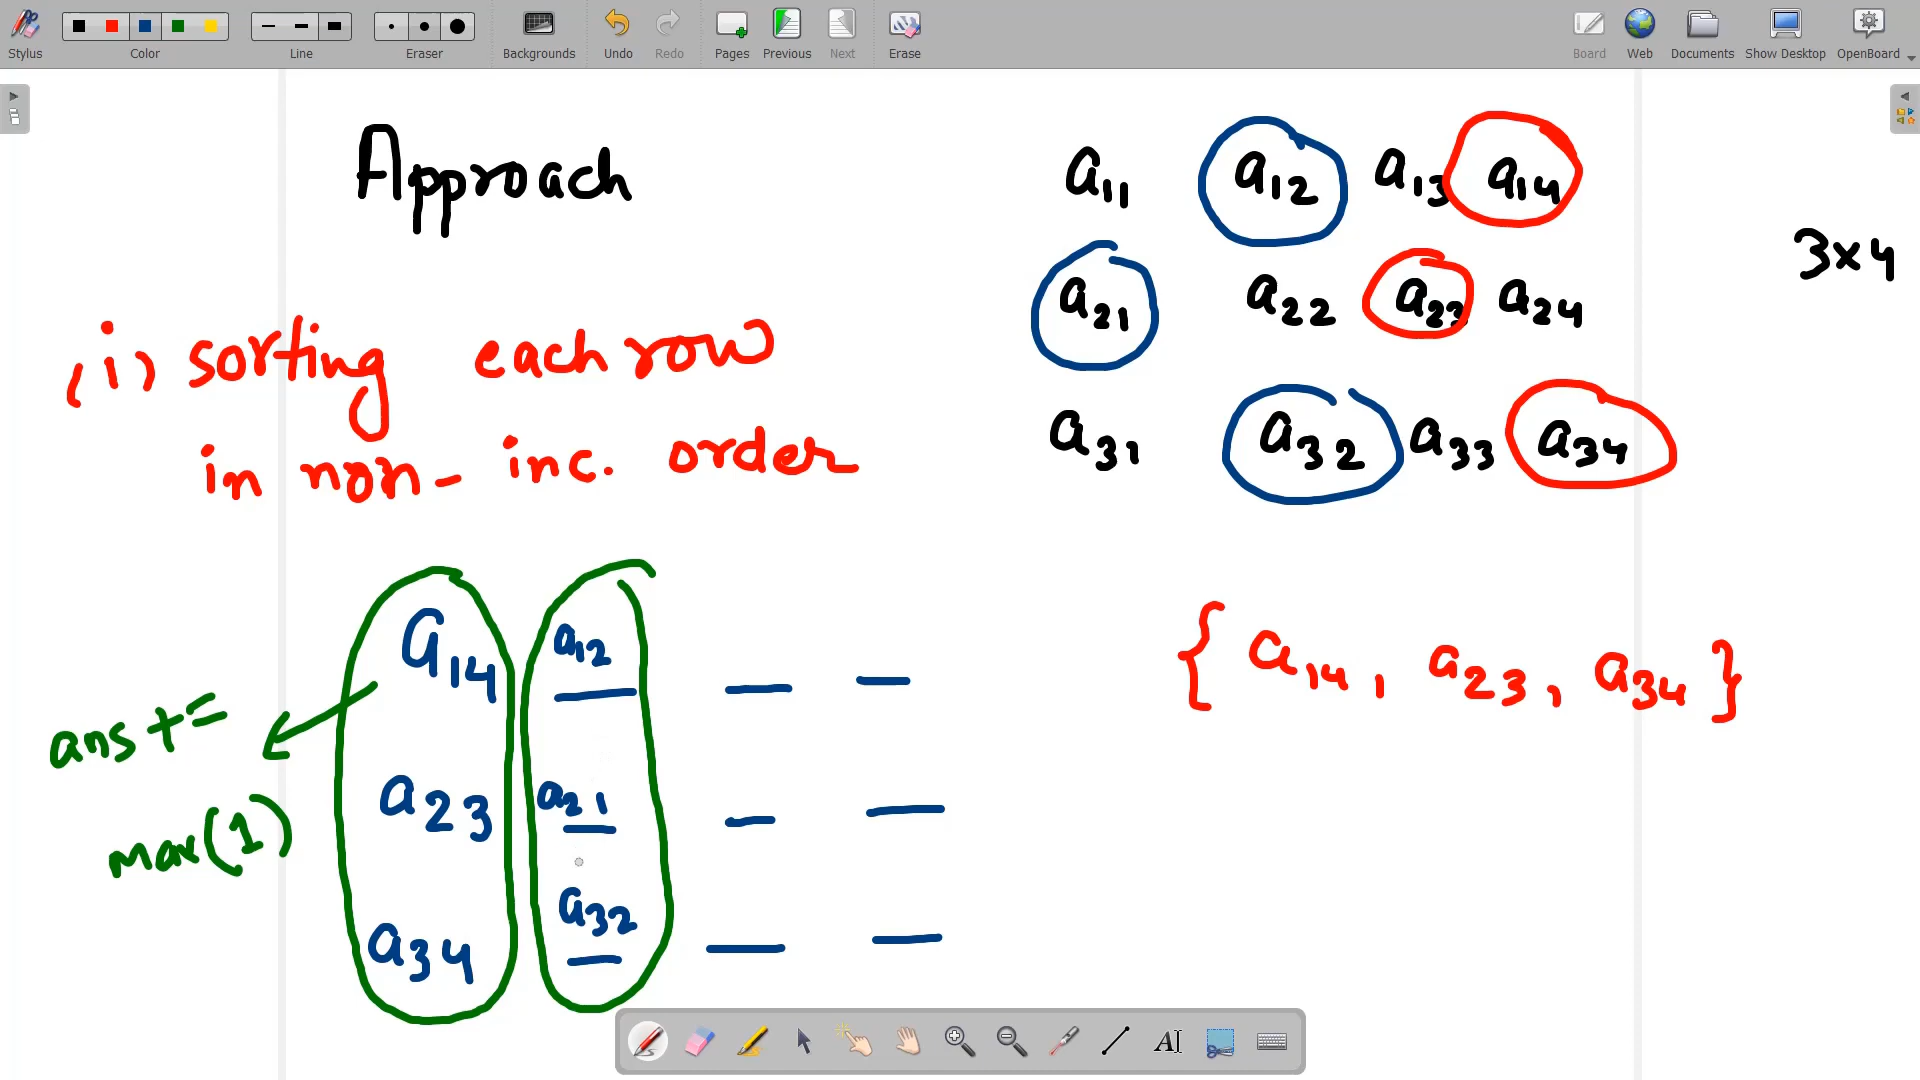 Stylus Color Line Eraser Backgrounds Undo Redo Pages Previous Next Erase Board Web Documents Show Desktop OpenBoard
Approach
a11 a12 a13 a14
3x4
a21 a22 a23 a24
(i) sorting each row
in non-inc. order
a31 a32 a33 a34
a14 a12
{ a14, a23, a34 }
ans +=
max(1)
a23 a21
a34 a32